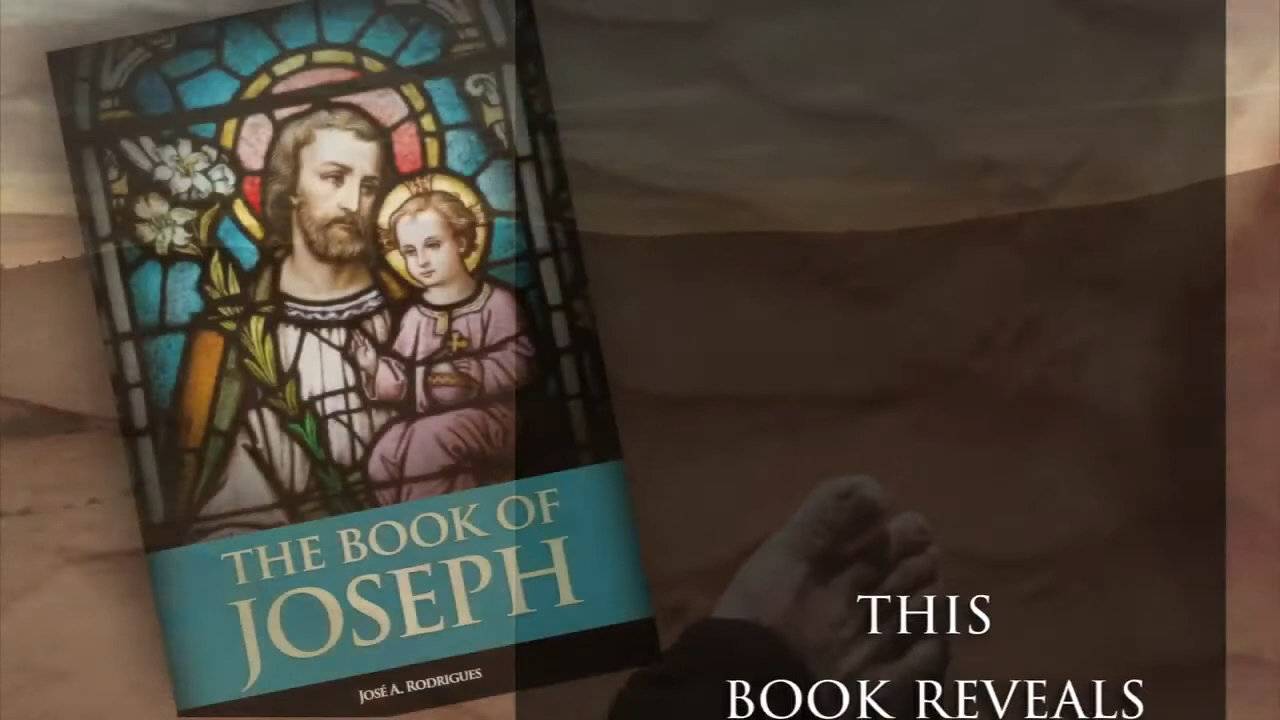 THE BOOK OF
JOSEPH
JOSÉ A. RODRIGUES
THIS
BOOK REVEALS